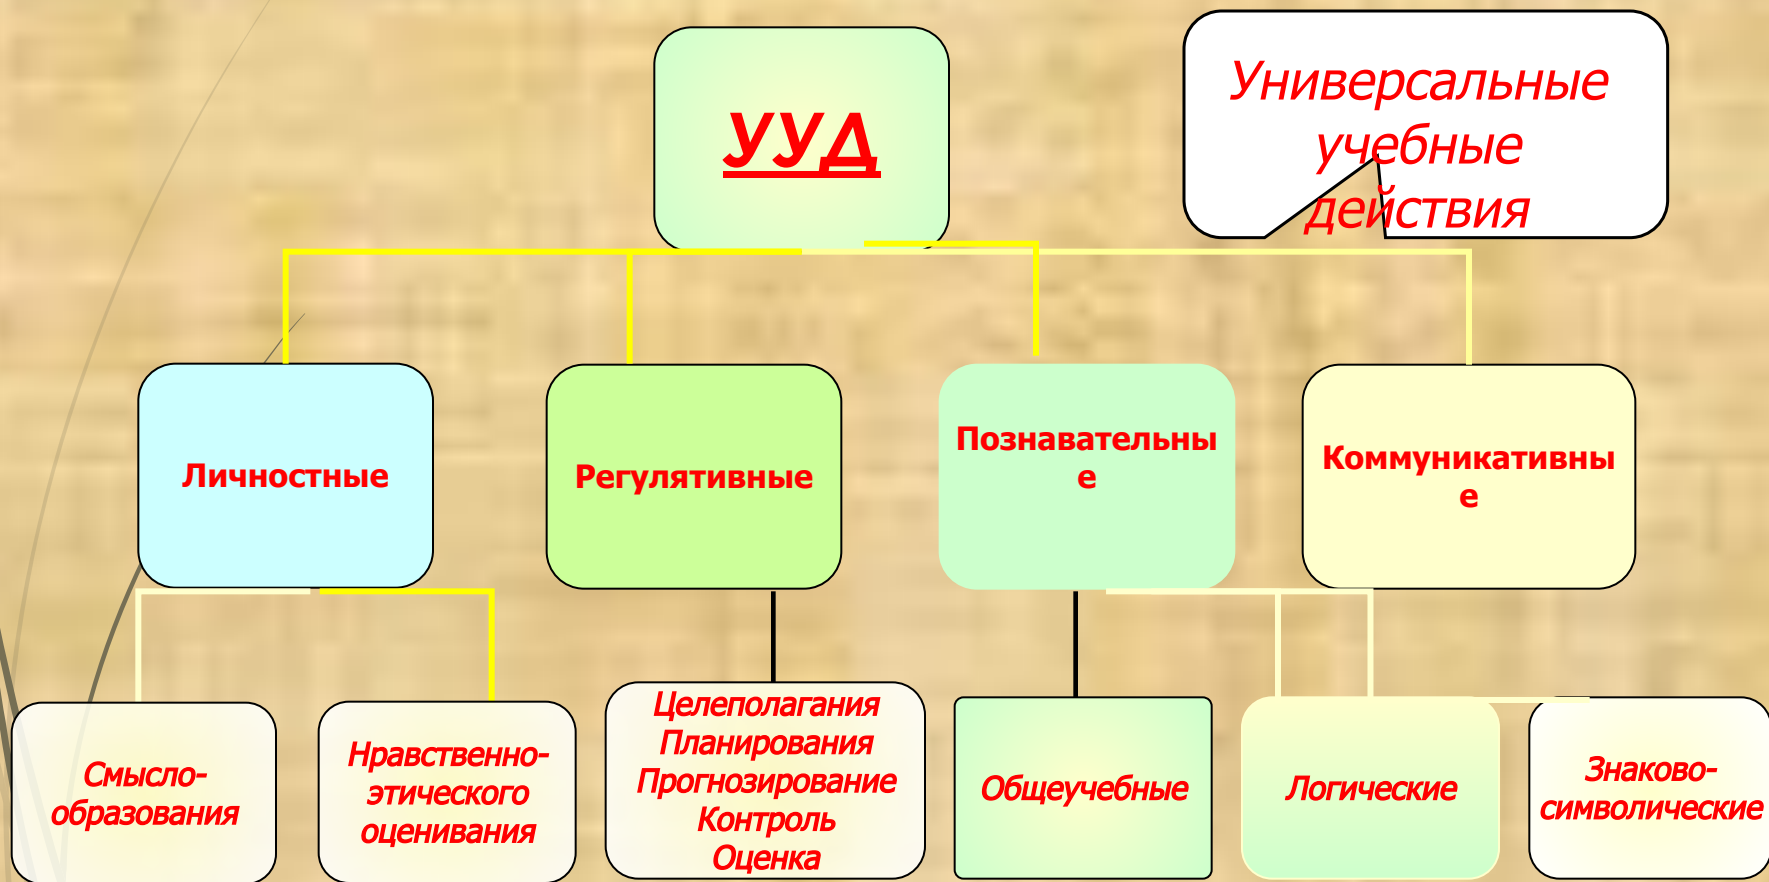 УУД
Универсальные
учебные
действия
Личностные
Регулятивные
Познавательны
е
Коммуникативны
е
Смысло-
образования
Нравственно-
этического
оценивания
Целеполагания
Планирования
Прогнозирование
Контроль
Оценка
Общеучебные
Логические
Знаково-
символические